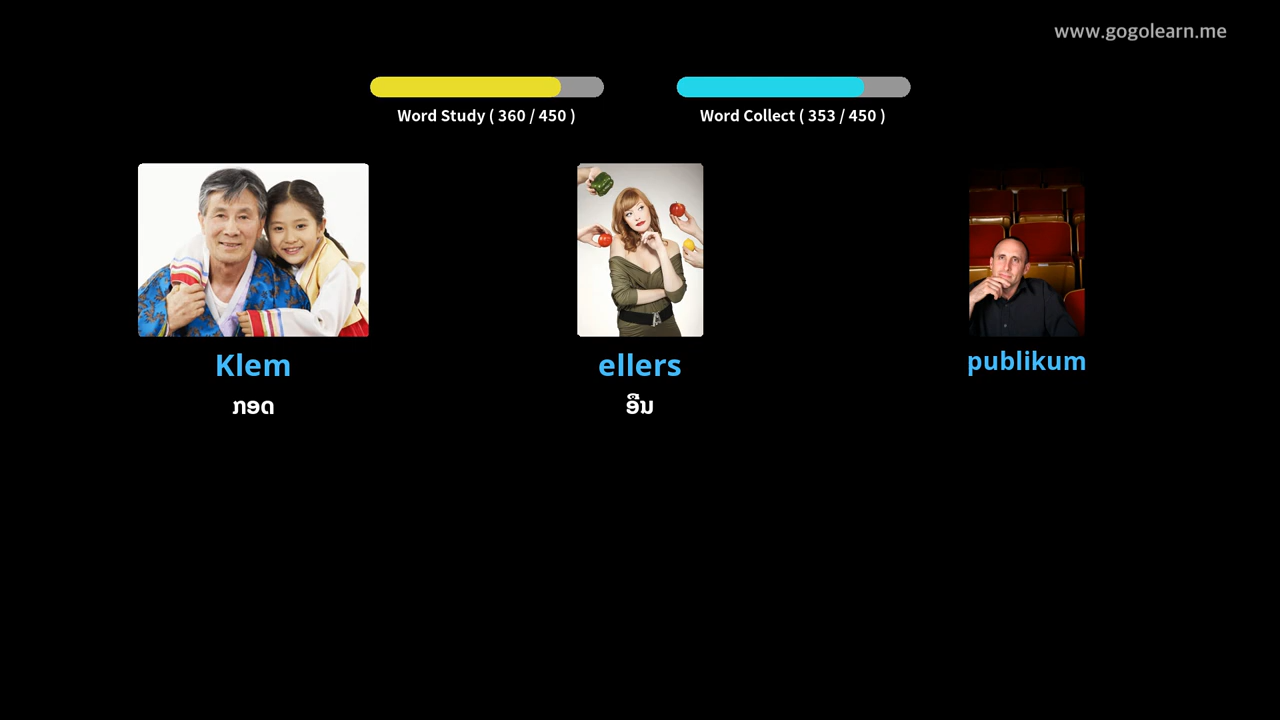 www.gogolearn.me
Word Study ( 360 / 450 )
Word Collect ( 353 / 450 )
Klem
ellers
publikum
ກອດ
ອື່ນ